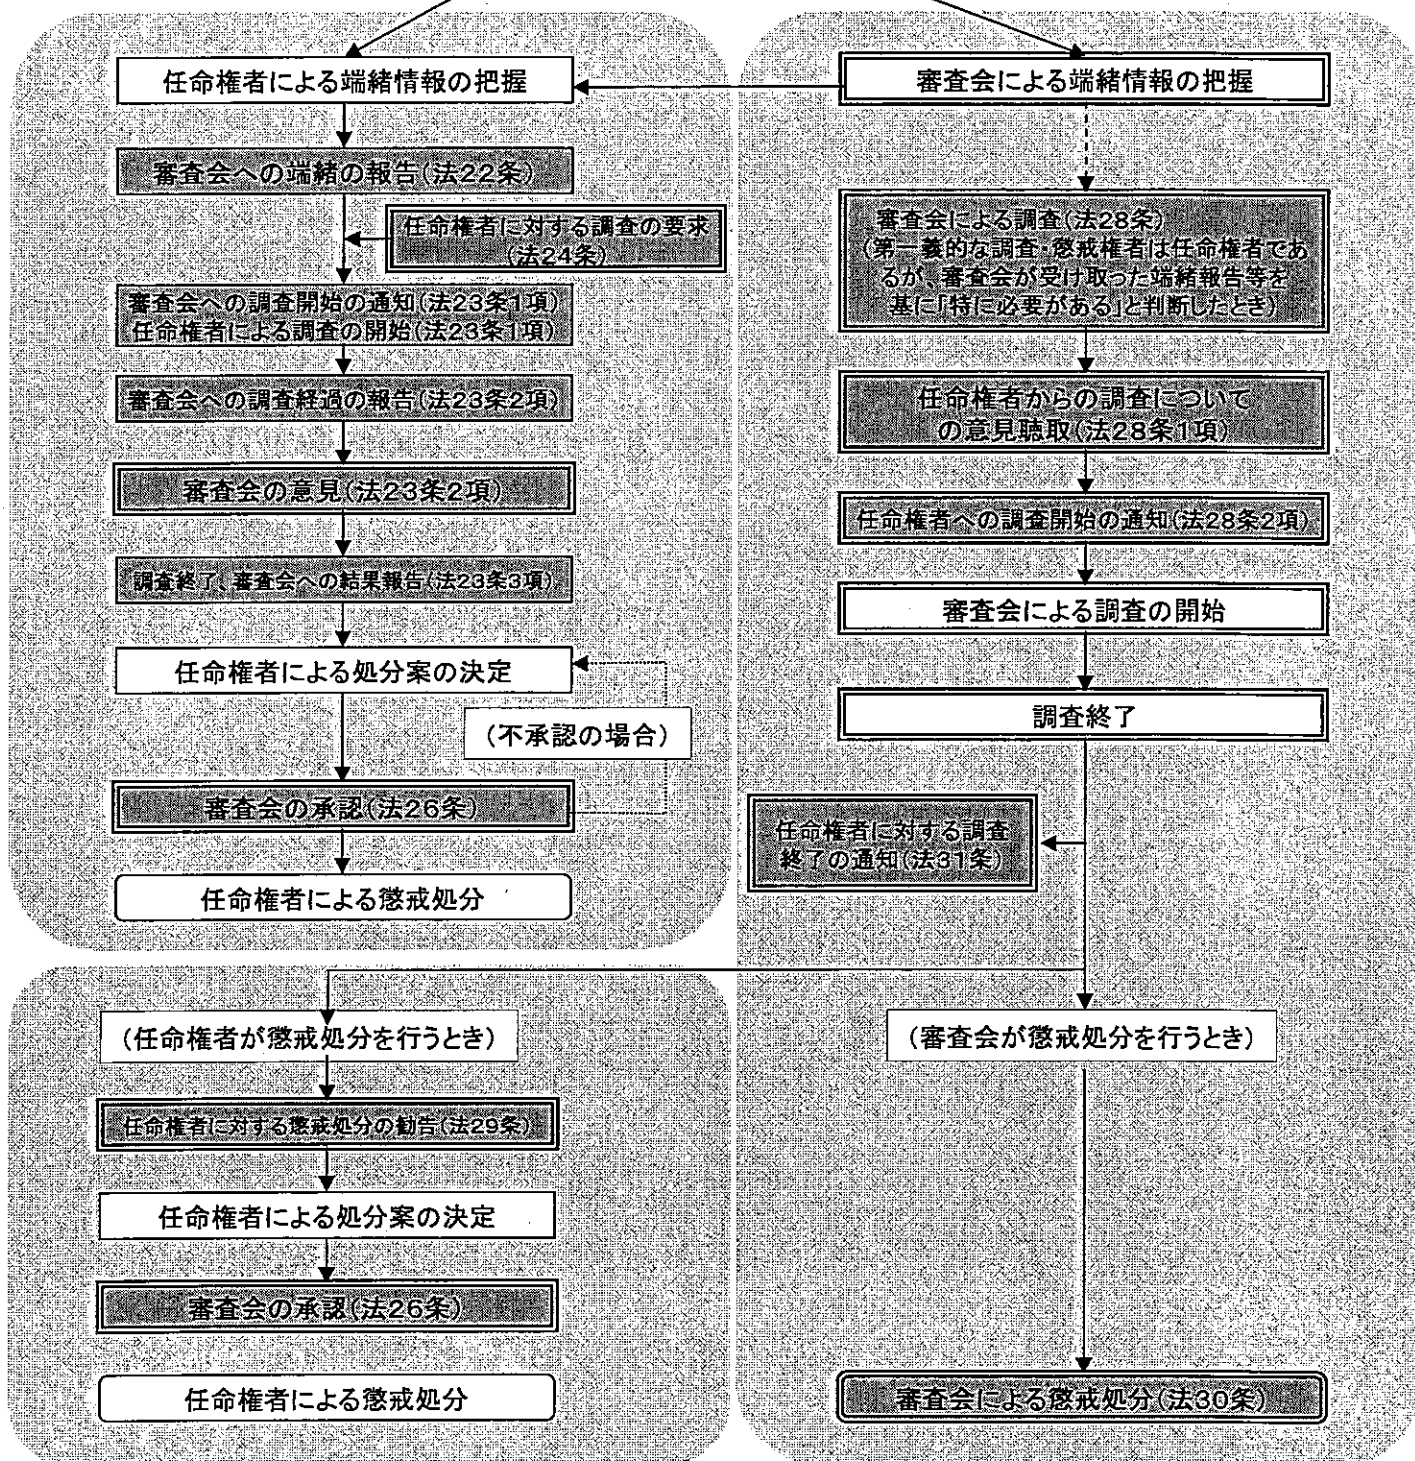 任命権者による端緒情報の把握
審査会への端緒の報告(法22条)
任命権者に対する調査の要求
(法24条)
審査会への調査開始の通知(法23条1項)
任命権者による調査の開始(法23条1項)
審査会への調査経過の報告(法23条2項)
審査会の意見(法23条2項)
調査終了、審査会への結果報告(法23条3項)
任命権者による処分案の決定
(不承認の場合)
審査会の承認(法26条)
任命権者による懲戒処分
審査会による端緒情報の把握
審査会による調査(法28条)
(第一義的な調査・懲戒権者は任命権者であ
るが、審査会が受け取った端緒報告等を
基に「特に必要がある」と判断したとき)
任命権者からの調査について
の意見聴取(法28条1項)
任命権者への調査開始の通知(法28条2項)
審査会による調査の開始
調査終了
任命権者に対する調査
終了の通知(法31条)
(任命権者が懲戒処分を行うとき)
任命権者に対する懲戒処分の勧告(法29条)
任命権者による処分案の決定
審査会の承認(法26条)
任命権者による懲戒処分
(審査会が懲戒処分を行うとき)
審査会による懲戒処分(法30条)